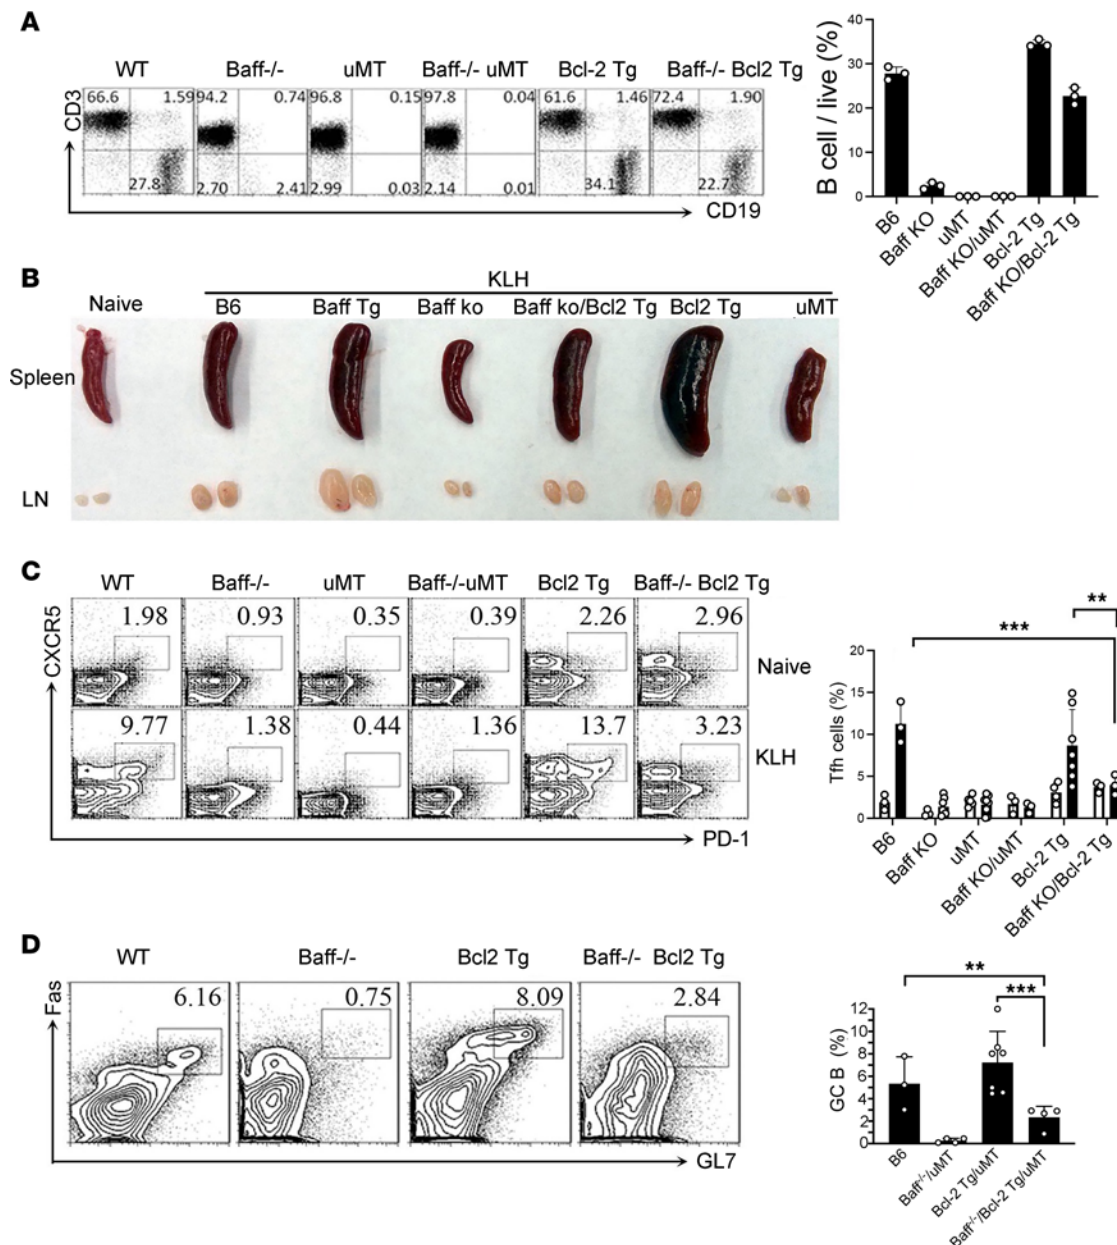 A
WT Baff-/- uMT Baff-/- uMT Bcl-2 Tg Baff-/- Bcl2 Tg
CD3
66.6 1.59 94.2 0.74 96.8 0.15 97.8 0.04 61.6 1.46 72.4 1.90
27.8 2.70 2.41 2.99 0.03 2.14 0.01 34.1 22.7
CD19
B cell / live (%)
40
30
20
10
0
B6 Baff KO uMT Baff KO/uMT Bcl-2 Tg Baff KO/Bcl-2 Tg
B
KLH
Naive B6 Baff Tg Baff ko Baff ko/Bcl2 Tg Bcl2 Tg uMT
Spleen
LN
C
WT Baff-/- uMT Baff-/-uMT Bcl2 Tg Baff-/- Bcl2 Tg
CXCR5
1.98 0.93 0.35 0.39 2.26 2.96
Naive
9.77 1.38 0.44 1.36 13.7 3.23
KLH
PD-1
**
***
Tfh cells (%)
20
15
10
5
0
B6 Baff KO uMT Baff KO/uMT Bcl-2 Tg Baff KO/Bcl-2 Tg
D
WT Baff-/- Bcl2 Tg Baff-/- Bcl2 Tg
Fas
6.16 0.75 8.09 2.84
GL7
**
***
GC B (%)
12
10
8
6
4
2
0
B6 Baff-/-/uMT Bcl-2 Tg/uMT Baff-/-/Bcl-2 Tg/uMT